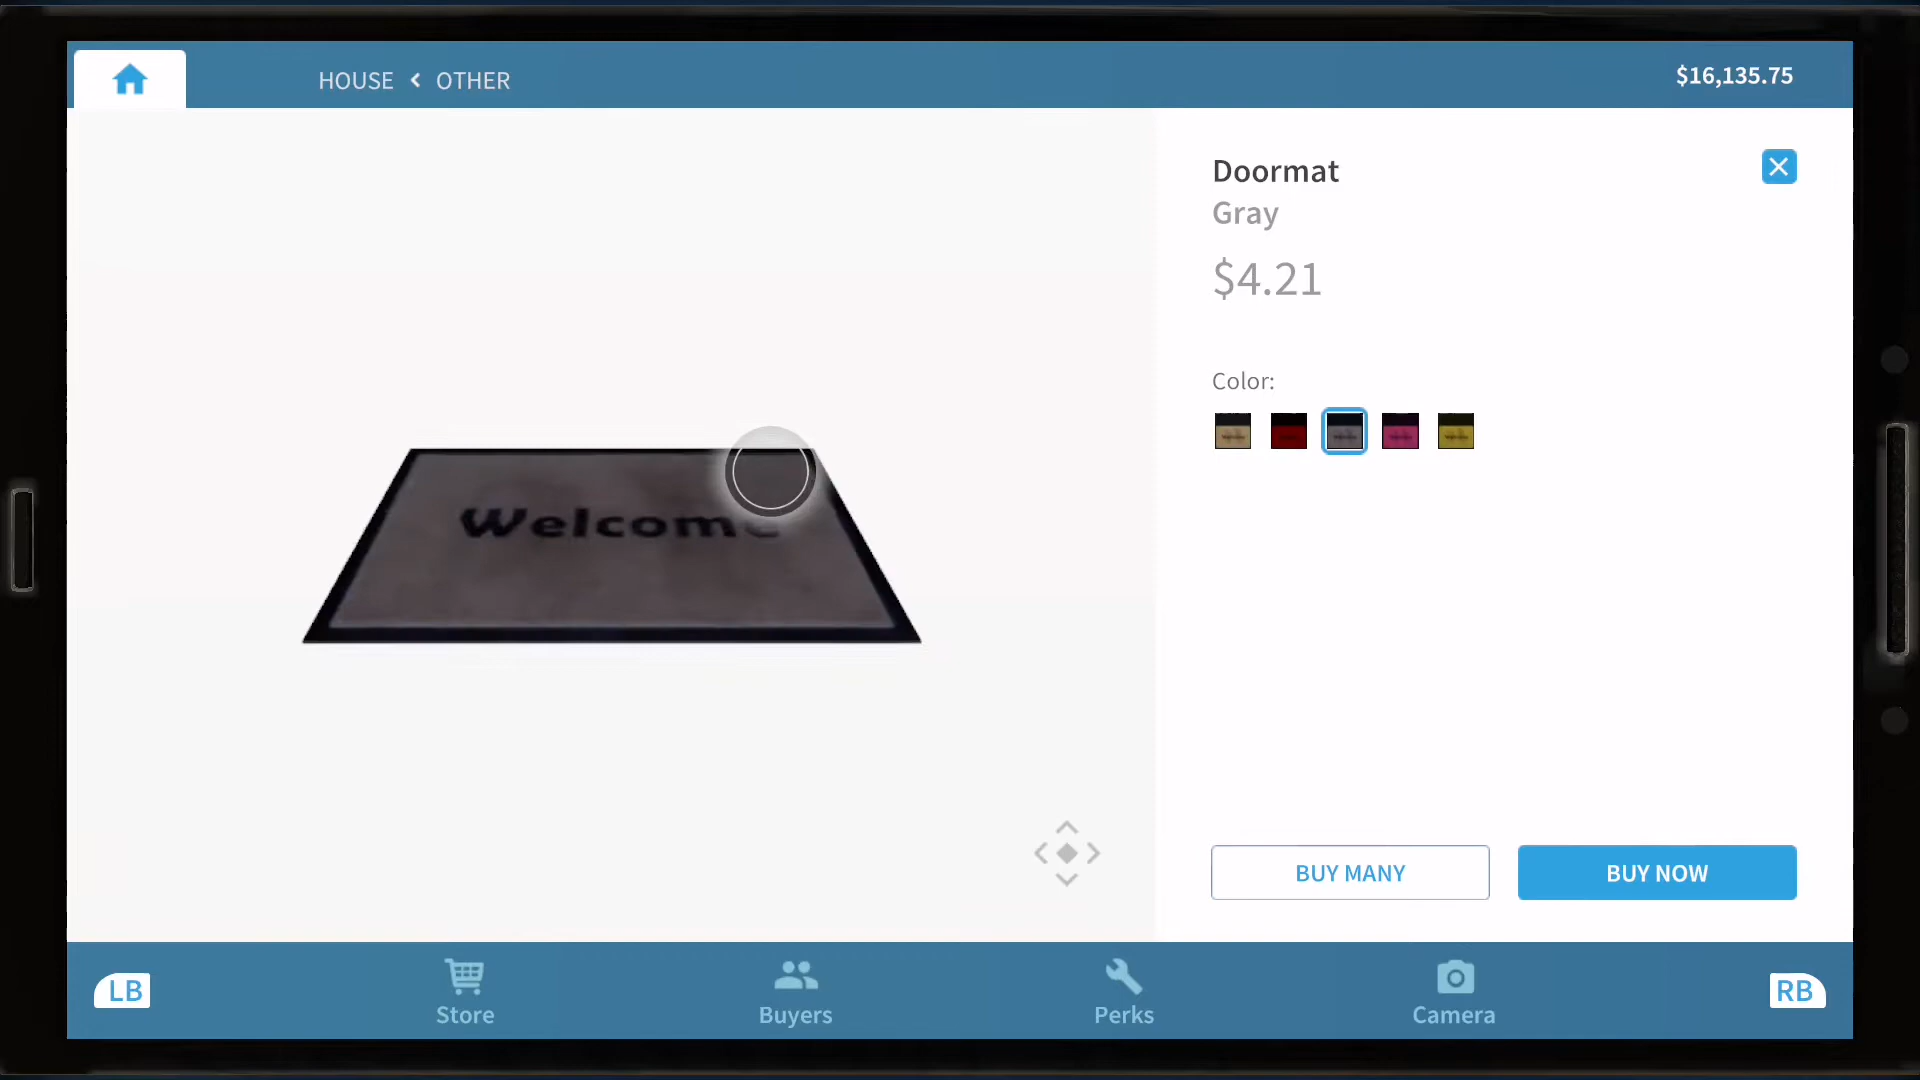 HOUSE < OTHER
$16,135.75
Doormat
Gray
$4.21
Color:
Welcome
BUY MANY
BUY NOW
LB
Store
Buyers
Perks
Camera
RB